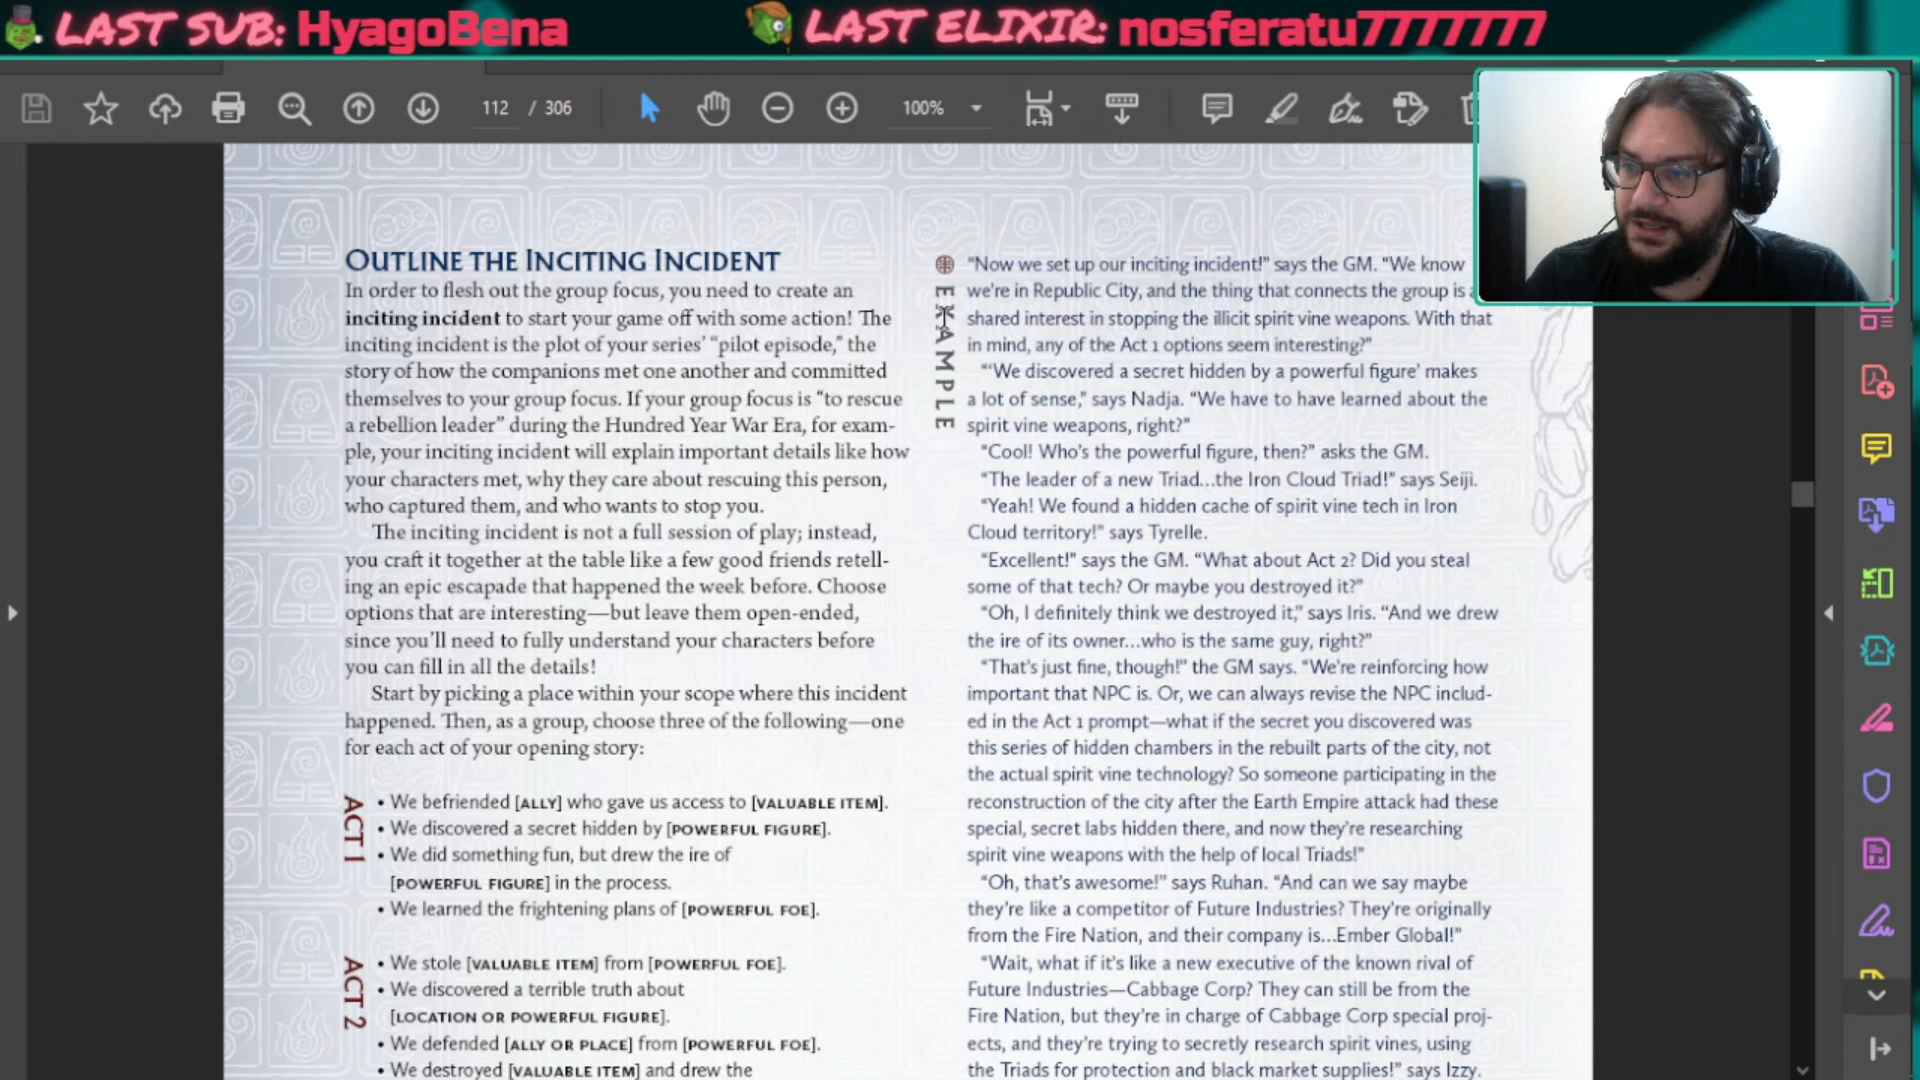 LAST SUB: HyagoBena
LAST ELIXIR: nosferatu7777777
112 / 306
100%
OUTLINE THE INCITING INCIDENT
In order to flesh out the group focus, you need to create an
inciting incident to start your game off with some action! The
inciting incident is the plot of your series’ “pilot episode,” the
story of how the companions met one another and committed
themselves to your group focus. If your group focus is “to rescue
a rebellion leader” during the Hundred Year War Era, for exam-
ple, your inciting incident will explain important details like how
your characters met, why they care about rescuing this person,
who captured them, and who wants to stop you.
The inciting incident is not a full session of play; instead,
you craft it together at the table like a few good friends retell-
ing an epic escapade that happened the week before. Choose
options that are interesting—but leave them open-ended,
since you’ll need to fully understand your characters before
you can fill in all the details!
Start by picking a place within your scope where this incident
happened. Then, as a group, choose three of the following—one
for each act of your opening story:
ACT 1
• We befriended [ALLY] who gave us access to [VALUABLE ITEM].
• We discovered a secret hidden by [POWERFUL FIGURE].
• We did something fun, but drew the ire of
[POWERFUL FIGURE] in the process.
• We learned the frightening plans of [POWERFUL FOE].
ACT 2
• We stole [VALUABLE ITEM] from [POWERFUL FOE].
• We discovered a terrible truth about
[LOCATION OR POWERFUL FIGURE].
• We defended [ALLY OR PLACE] from [POWERFUL FOE].
• We destroyed [VALUABLE ITEM] and drew the
EXAMPLE
“Now we set up our inciting incident!” says the GM. “We know
we’re in Republic City, and the thing that connects the group is
shared interest in stopping the illicit spirit vine weapons. With that
in mind, any of the Act 1 options seem interesting?”
“‘We discovered a secret hidden by a powerful figure’ makes
a lot of sense,” says Nadja. “We have to have learned about the
spirit vine weapons, right?”
“Cool! Who’s the powerful figure, then?” asks the GM.
“The leader of a new Triad...the Iron Cloud Triad!” says Seiji.
“Yeah! We found a hidden cache of spirit vine tech in Iron
Cloud territory!” says Tyrelle.
“Excellent!” says the GM. “What about Act 2? Did you steal
some of that tech? Or maybe you destroyed it?”
“Oh, I definitely think we destroyed it,” says Iris. “And we drew
the ire of its owner...who is the same guy, right?”
“That’s just fine, though!” the GM says. “We’re reinforcing how
important that NPC is. Or, we can always revise the NPC includ-
ed in the Act 1 prompt—what if the secret you discovered was
this series of hidden chambers in the rebuilt parts of the city, not
the actual spirit vine technology? So someone participating in the
reconstruction of the city after the Earth Empire attack had these
special, secret labs hidden there, and now they’re researching
spirit vine weapons with the help of local Triads!”
“Oh, that’s awesome!” says Ruhan. “And can we say maybe
they’re like a competitor of Future Industries? They’re originally
from the Fire Nation, and their company is...Ember Global!”
“Wait, what if it’s like a new executive of the known rival of
Future Industries—Cabbage Corp? They can still be from the
Fire Nation, but they’re in charge of Cabbage Corp special proj-
ects, and they’re trying to secretly research spirit vines, using
the Triads for protection and black market supplies!” says Izzy.